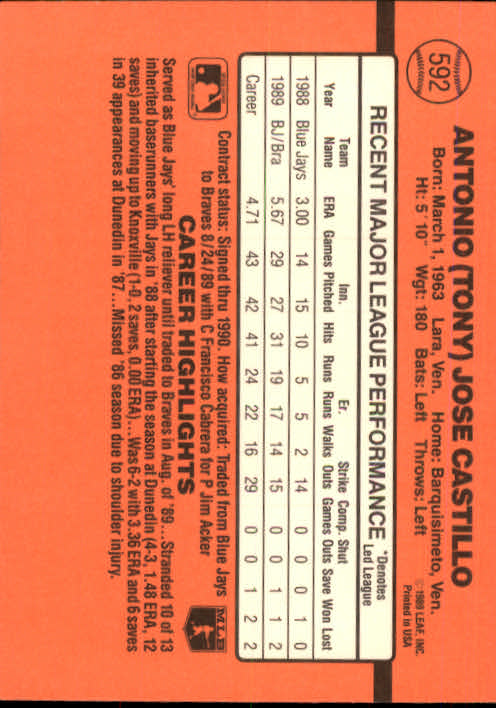 592
ANTONIO (TONY) JOSE CASTILLO
Born: March 1, 1963 Lara, Ven. Home: Barquisimeto, Ven.
Ht: 5' 10" Wgt: 180 Bats: Left Throws: Left
©1989 LEAF, INC.
Printed in USA
RECENT MAJOR LEAGUE PERFORMANCE
*Denotes
Led League
Team Inn. Er. Strike Comp. Shut
Year Name ERA Games Pitched Hits Runs Runs Walks Outs Games Outs Save Won Lost
1988 Blue Jays 3.00 14 15 10 5 5 2 14 0 0 0 1 0
1989 BJ/Bra 5.67 29 27 31 19 17 14 15 0 0 1 1 2
Career 4.71 43 42 41 24 22 16 29 0 0 1 2 2
Contract status: Signed thru 1990. How acquired: Traded from Blue Jays
to Braves 8/24/89 with C Francisco Cabrera for P Jim Acker
MLB
CAREER HIGHLIGHTS
Served as Blue Jays' long LH reliever until traded to Braves in Aug. of '89...Stranded 10 of 13
inherited baserunners with Jays in '88 after starting the season at Dunedin (4-3, 1.48 ERA, 12
saves) and moving up to Knoxville (1-0, 2 saves, 0.00 ERA)...Was 6-2 with 3.36 ERA and 6 saves
in 39 appearances at Dunedin in '87...Missed '86 season due to shoulder injury.